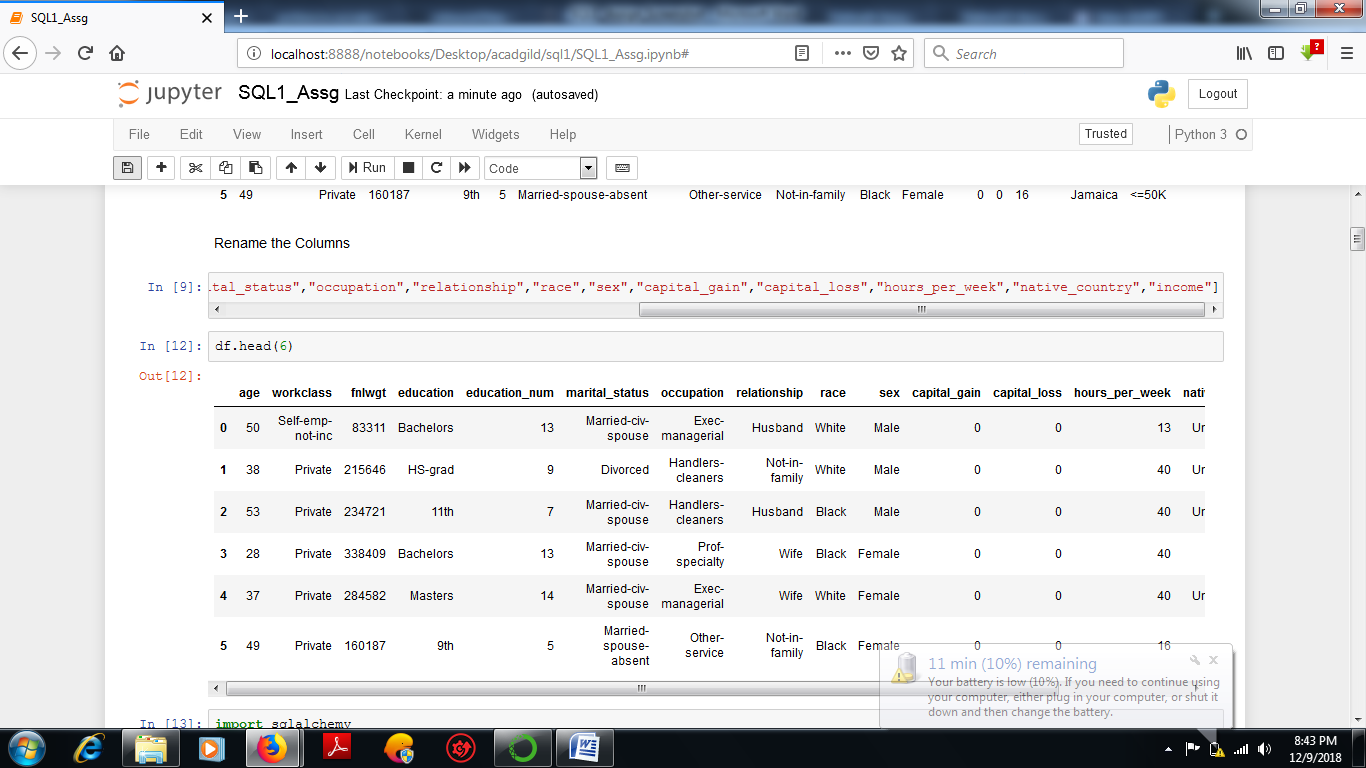 SQL1_Assg
localhost:8888/notebooks/Desktop/acadgild/sql1/SQL1_Assg.ipynb#
Search
jupyter SQL1_Assg Last Checkpoint: a minute ago (autosaved)
Logout
File Edit View Insert Cell Kernel Widgets Help
Trusted
Python 3
Run
Code
5 49 Private 160187 9th 5 Married-spouse-absent Other-service Not-in-family Black Female 0 0 16 Jamaica <=50K
Rename the Columns
In [9]: tal_status","occupation","relationship","race","sex","capital_gain","capital_loss","hours_per_week","native_country","income"]
In [12]: df.head(6)
Out[12]:
age workclass fnlwgt education education_num marital_status occupation relationship race sex capital_gain capital_loss hours_per_week nati
0 50 Self-emp-not-inc 83311 Bachelors 13 Married-civ-spouse Exec-managerial Husband White Male 0 0 13 Ur
1 38 Private 215646 HS-grad 9 Divorced Handlers-cleaners Not-in-family White Male 0 0 40 Ur
2 53 Private 234721 11th 7 Married-civ-spouse Handlers-cleaners Husband Black Male 0 0 40 Ur
3 28 Private 338409 Bachelors 13 Married-civ-spouse Prof-specialty Wife Black Female 0 0 40
4 37 Private 284582 Masters 14 Married-civ-spouse Exec-managerial Wife White Female 0 0 40 Ur
5 49 Private 160187 9th 5 Married-spouse-absent Other-service Not-in-family Black Female 0 0 16
11 min (10%) remaining
Your battery is low (10%). If you need to continue using
your computer, either plug in your computer, or shut it
down and then change the battery.
In [13]: import sqlalchemy
8:43 PM
12/9/2018